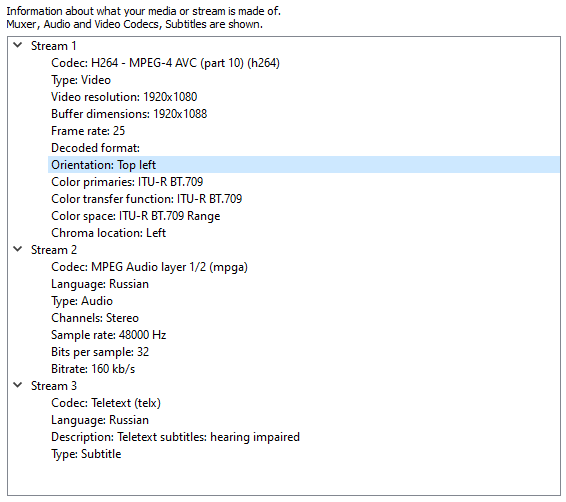 Information about what your media or stream is made of.
Muxer, Audio and Video Codecs, Subtitles are shown.
Stream 1
Codec: H264 - MPEG-4 AVC (part 10) (h264)
Type: Video
Video resolution: 1920x1080
Buffer dimensions: 1920x1088
Frame rate: 25
Decoded format:
Orientation: Top left
Color primaries: ITU-R BT.709
Color transfer function: ITU-R BT.709
Color space: ITU-R BT.709 Range
Chroma location: Left
Stream 2
Codec: MPEG Audio layer 1/2 (mpga)
Language: Russian
Type: Audio
Channels: Stereo
Sample rate: 48000 Hz
Bits per sample: 32
Bitrate: 160 kb/s
Stream 3
Codec: Teletext (telx)
Language: Russian
Description: Teletext subtitles: hearing impaired
Type: Subtitle